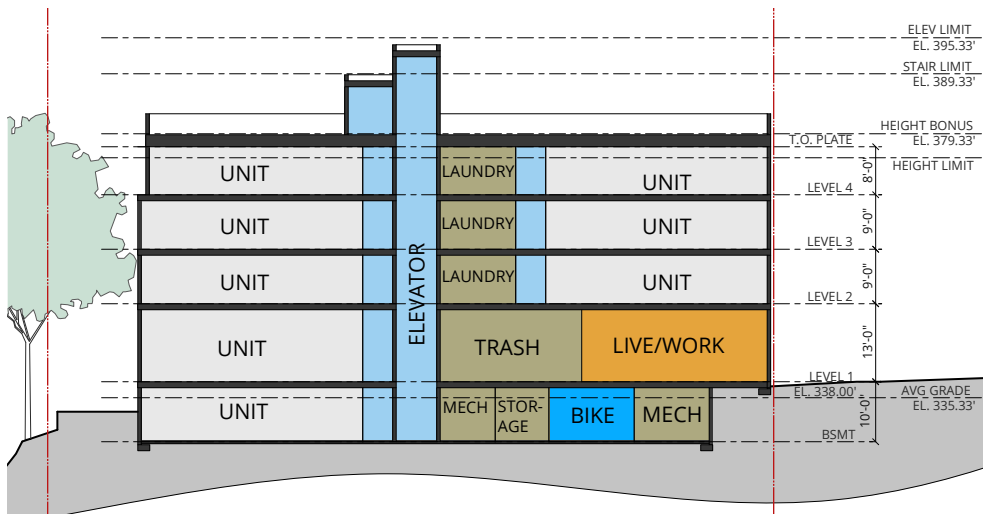 ELEV LIMIT
EL. 395.33'
STAIR LIMIT
EL. 389.33'
HEIGHT BONUS
EL. 379.33'
T.O. PLATE
HEIGHT LIMIT
8'-0"
UNIT
LAUNDRY
UNIT
LEVEL 4
9'-0"
UNIT
LAUNDRY
UNIT
LEVEL 3
9'-0"
UNIT
LAUNDRY
UNIT
LEVEL 2
ELEVATOR
13'-0"
UNIT
TRASH
LIVE/WORK
LEVEL 1
EL. 338.00'
AVG GRADE
EL. 335.33'
10'-0"
UNIT
MECH
STOR-
AGE
BIKE
MECH
BSMT